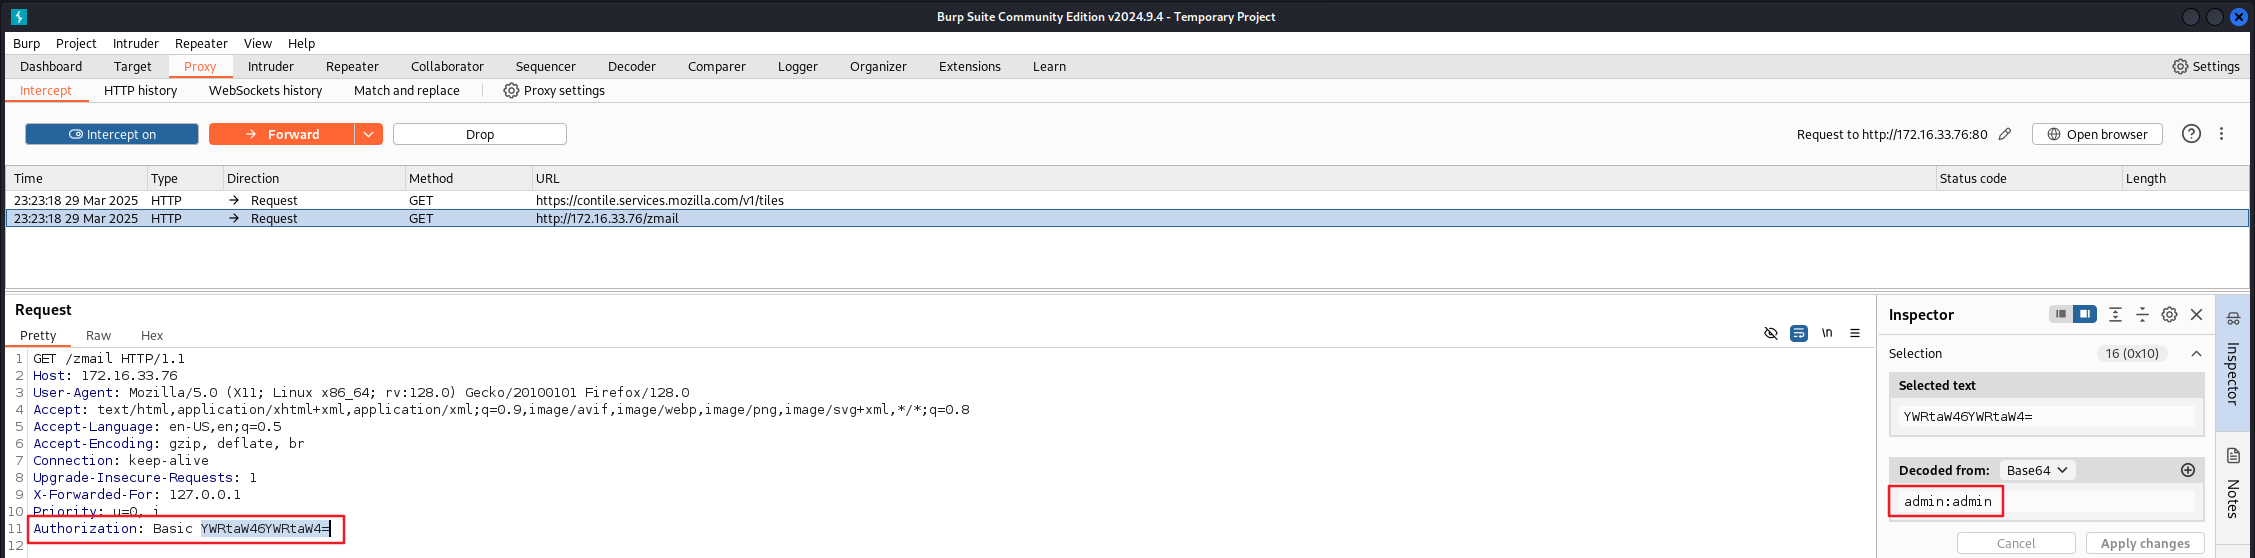 Burp Suite Community Edition v2024.9.4 - Temporary Project
Burp Project Intruder Repeater View Help
Dashboard Target Proxy Intruder Repeater Collaborator Sequencer Decoder Comparer Logger Organizer Extensions Learn Settings
Intercept HTTP history WebSockets history Match and replace Proxy settings
Intercept on Forward Drop Request to http://172.16.33.76:80 Open browser
Time Type Direction Method URL Status code Length
23:23:18 29 Mar 2025 HTTP → Request GET https://contile.services.mozilla.com/v1/tiles
23:23:18 29 Mar 2025 HTTP → Request GET http://172.16.33.76/zmail
Request
Pretty Raw Hex \n
1 GET /zmail HTTP/1.1
2 Host: 172.16.33.76
3 User-Agent: Mozilla/5.0 (X11; Linux x86_64; rv:128.0) Gecko/20100101 Firefox/128.0
4 Accept: text/html,application/xhtml+xml,application/xml;q=0.9,image/avif,image/webp,image/png,image/svg+xml,*/*;q=0.8
5 Accept-Language: en-US,en;q=0.5
6 Accept-Encoding: gzip, deflate, br
7 Connection: keep-alive
8 Upgrade-Insecure-Requests: 1
9 X-Forwarded-For: 127.0.0.1
10 Priority: u=0, i
11 Authorization: Basic YWRtaW46YWRtaW4=
12
Inspector
Selection 16 (0x10)
Selected text
YWRtaW46YWRtaW4=
Decoded from: Base64
admin:admin
Cancel Apply changes
Inspector
Notes